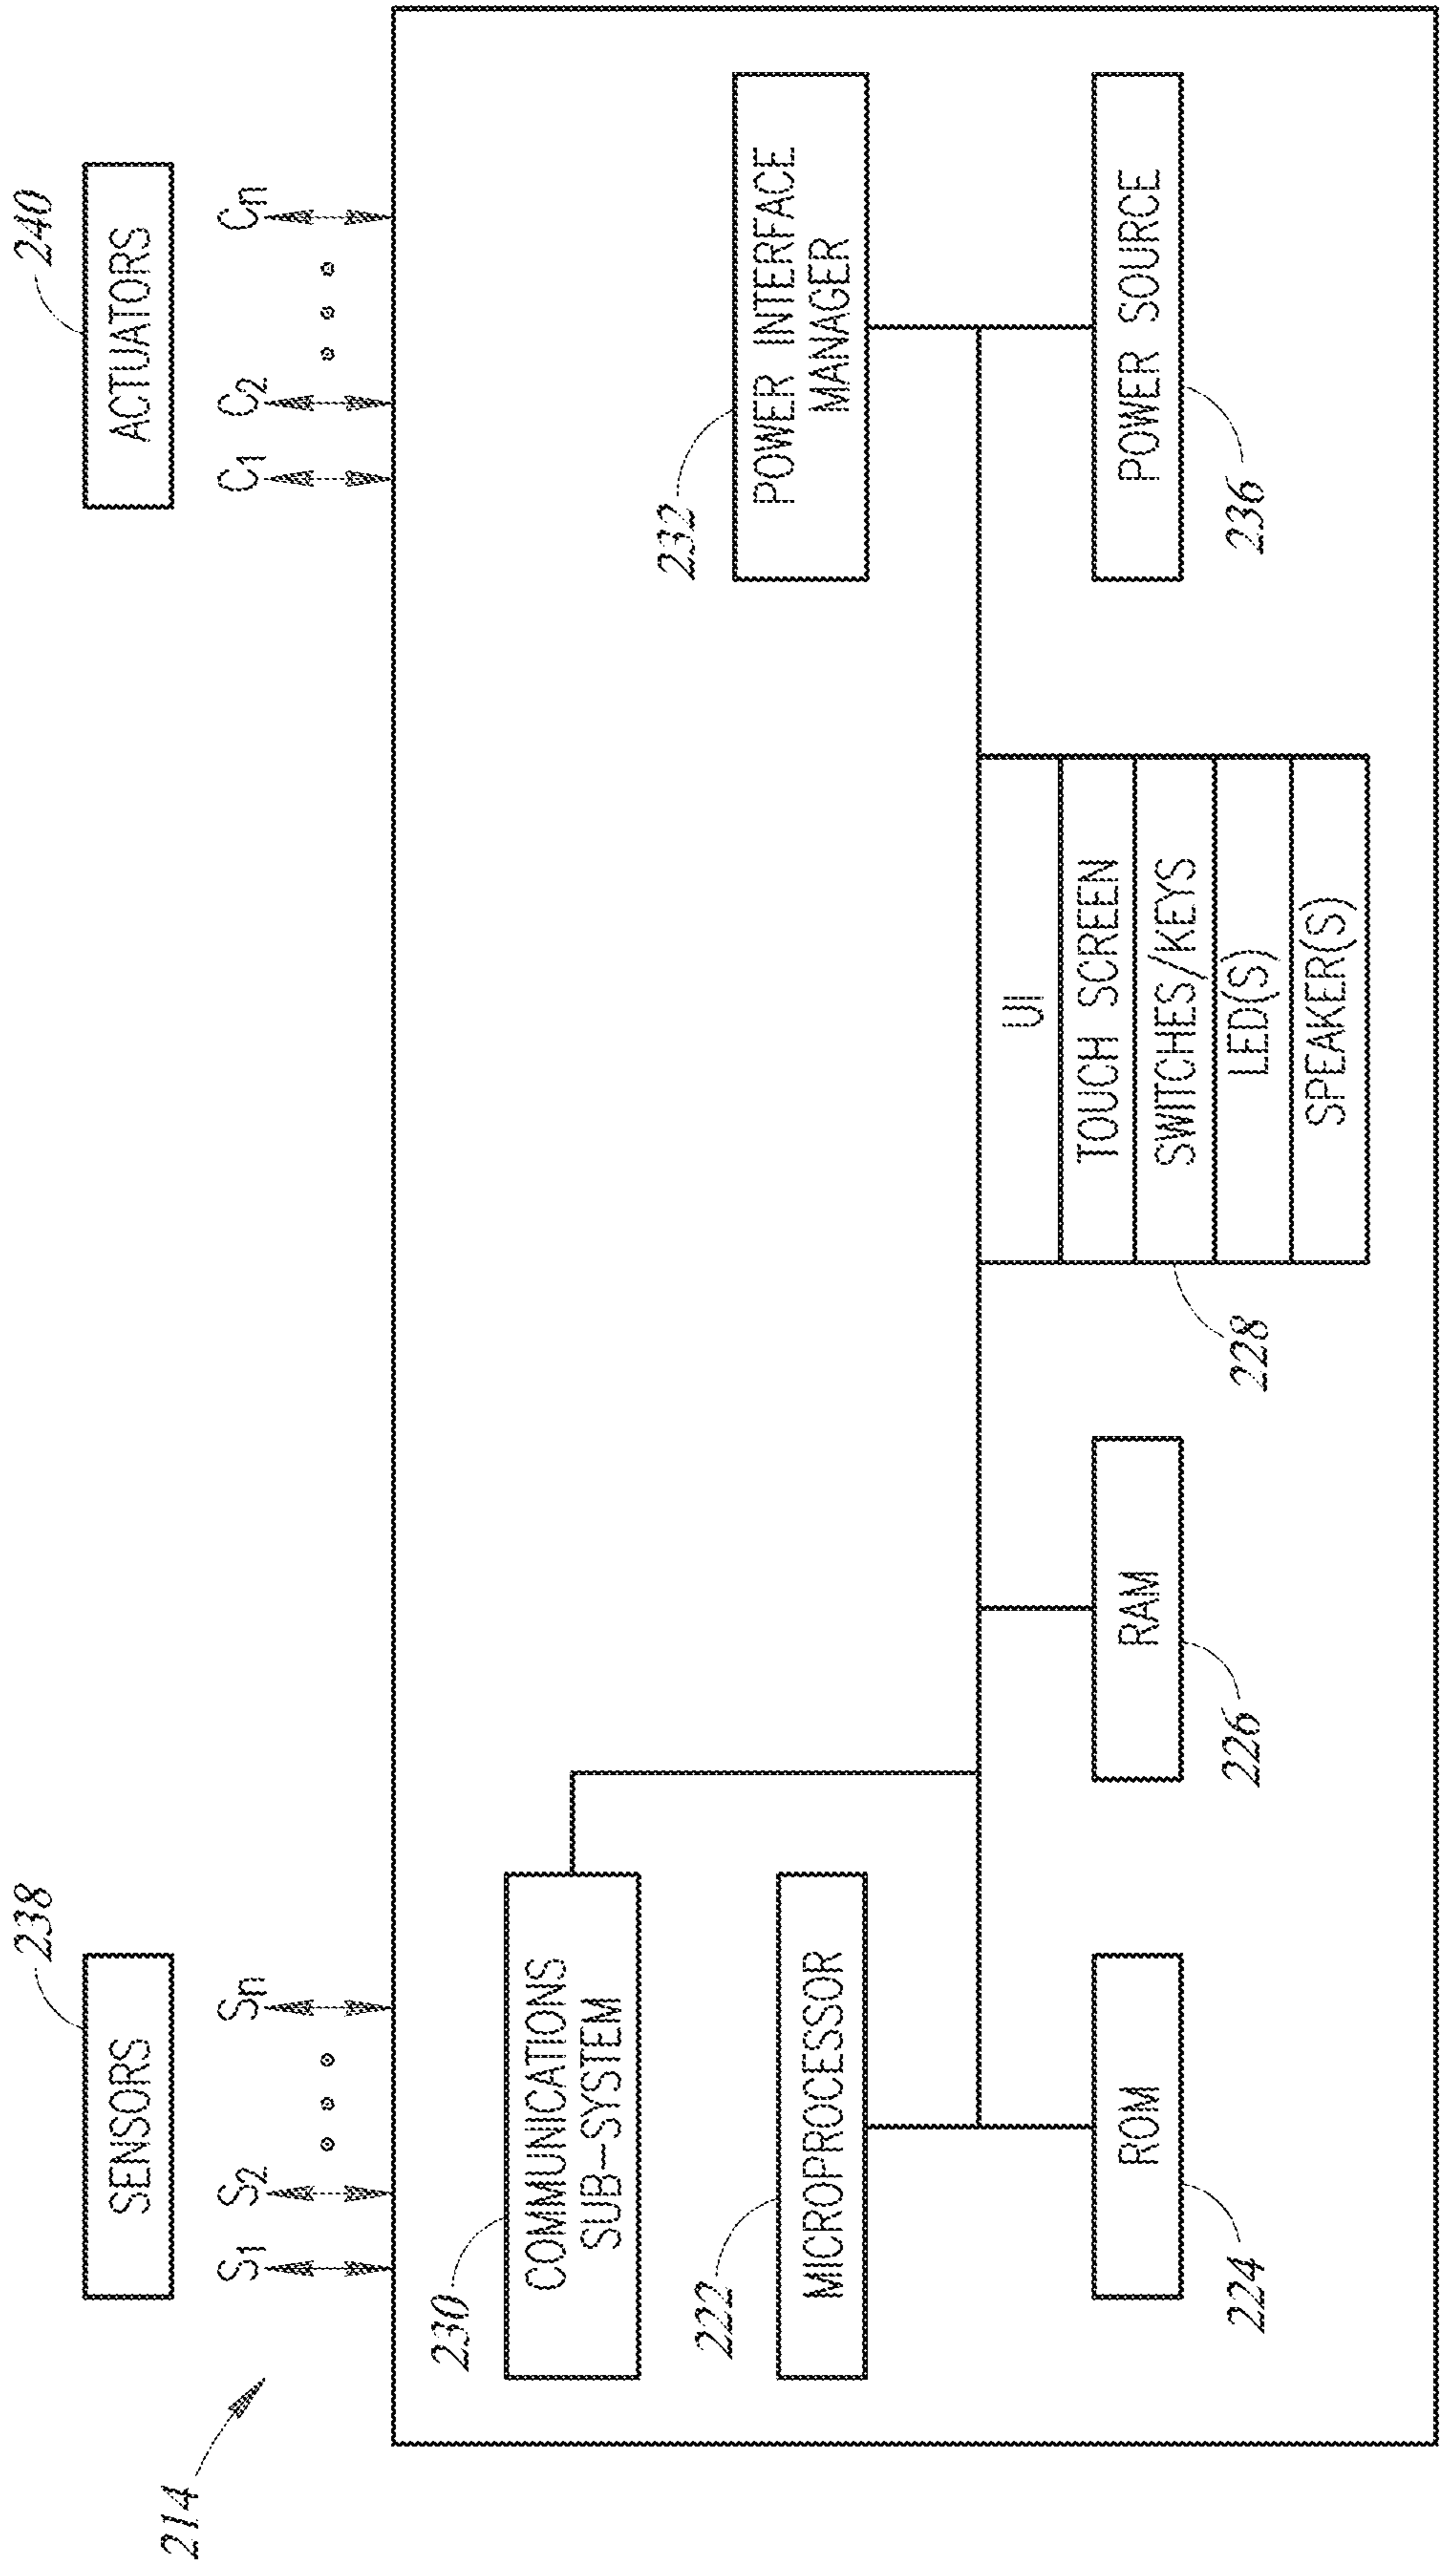 214
SENSORS
238
S1
S2
Sn
ACTUATORS
240
C1
C2
Cn
230
COMMUNICATIONS
SUB-SYSTEM
222
MICROPROCESSOR
ROM
224
RAM
226
UI
TOUCH SCREEN
SWITCHES/KEYS
LED(S)
SPEAKER(S)
228
232
POWER INTERFACE
MANAGER
POWER SOURCE
236